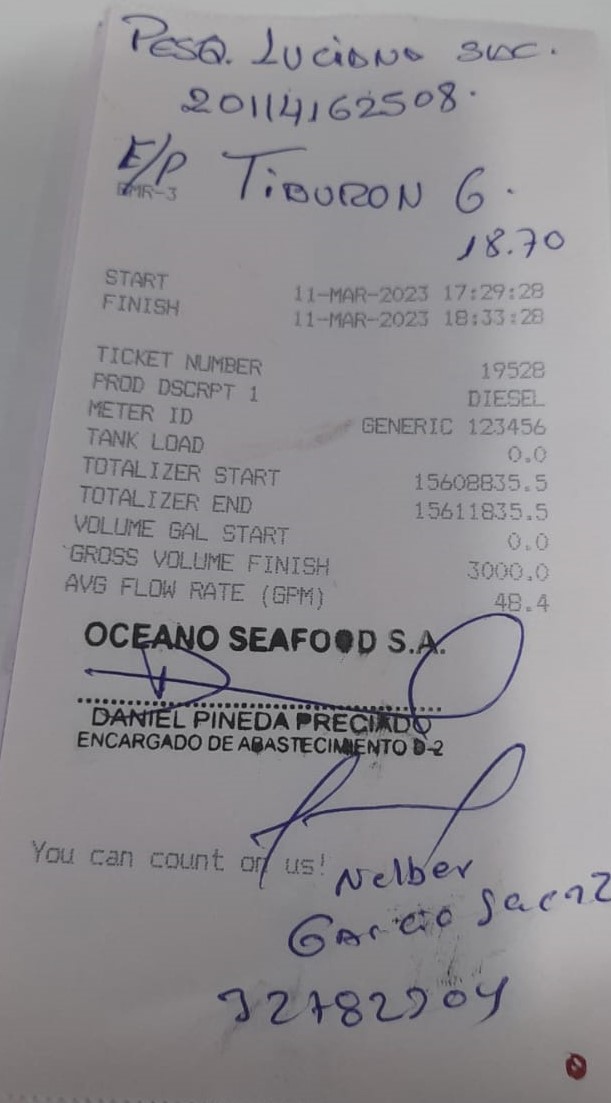 PESQ. LUCIANO SAC.
20114162508.
E/P TIBURON 6.
EMR-3
18.70
START 11-MAR-2023 17:29:28
FINISH 11-MAR-2023 18:33:28
TICKET NUMBER 19528
PROD DSCRPT 1 DIESEL
METER ID GENERIC 123456
TANK LOAD 0.0
TOTALIZER START 15608835.5
TOTALIZER END 15611835.5
VOLUME GAL START 0.0
GROSS VOLUME FINISH 3000.0
AVG FLOW RATE (GPM) 48.4
OCEANO SEAFOOD S.A.
DANIEL PINEDA PRECIADO
ENCARGADO DE ABASTECIMIENTO D-2
You can count on us!
Nelber
Garcia Saenz